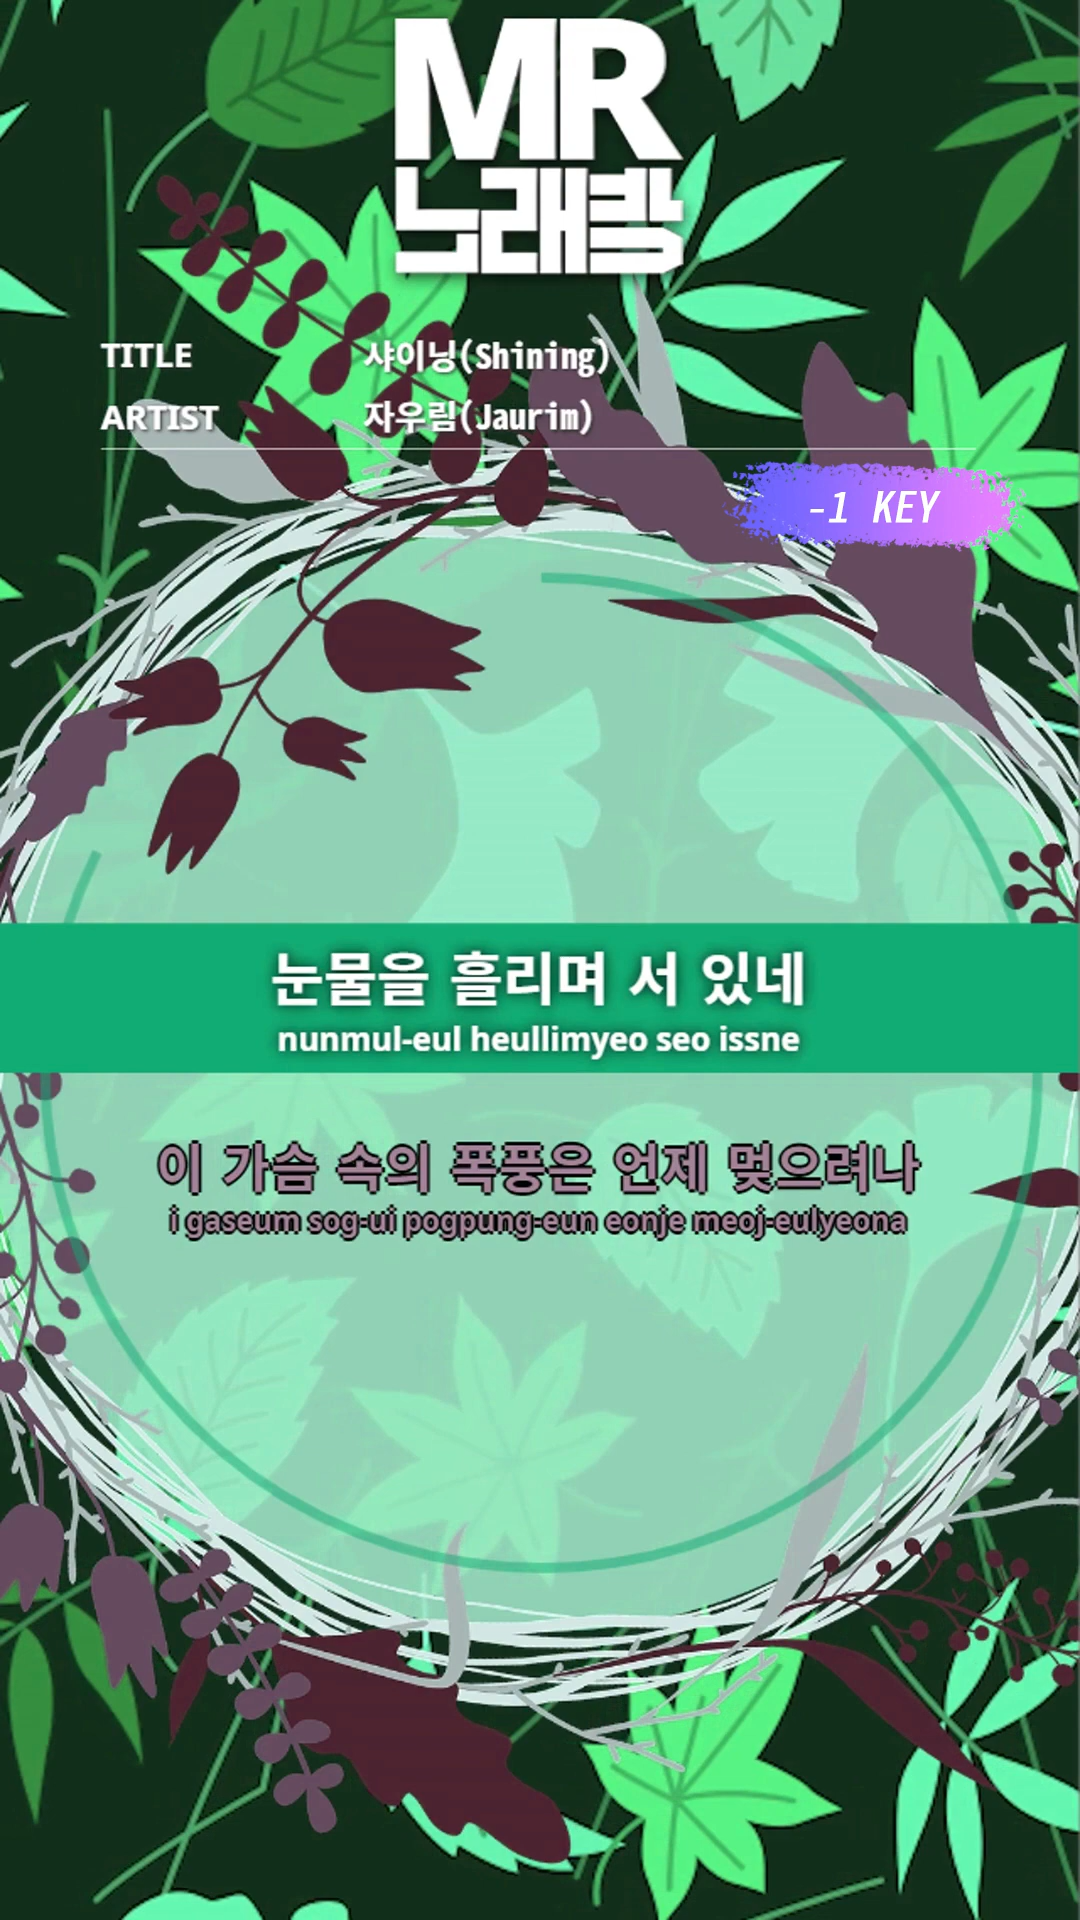 MR
노래방
TITLE 샤이닝(Shining)
ARTIST 자우림(Jaurim)
-1 KEY
눈물을 흘리며 서 있네
nunmul-eul heullimyeo seo issne
이 가슴 속의 폭풍은 언제 멎으려나
i gaseum sog-ui pogpung-eun eonje meoj-eulyeona